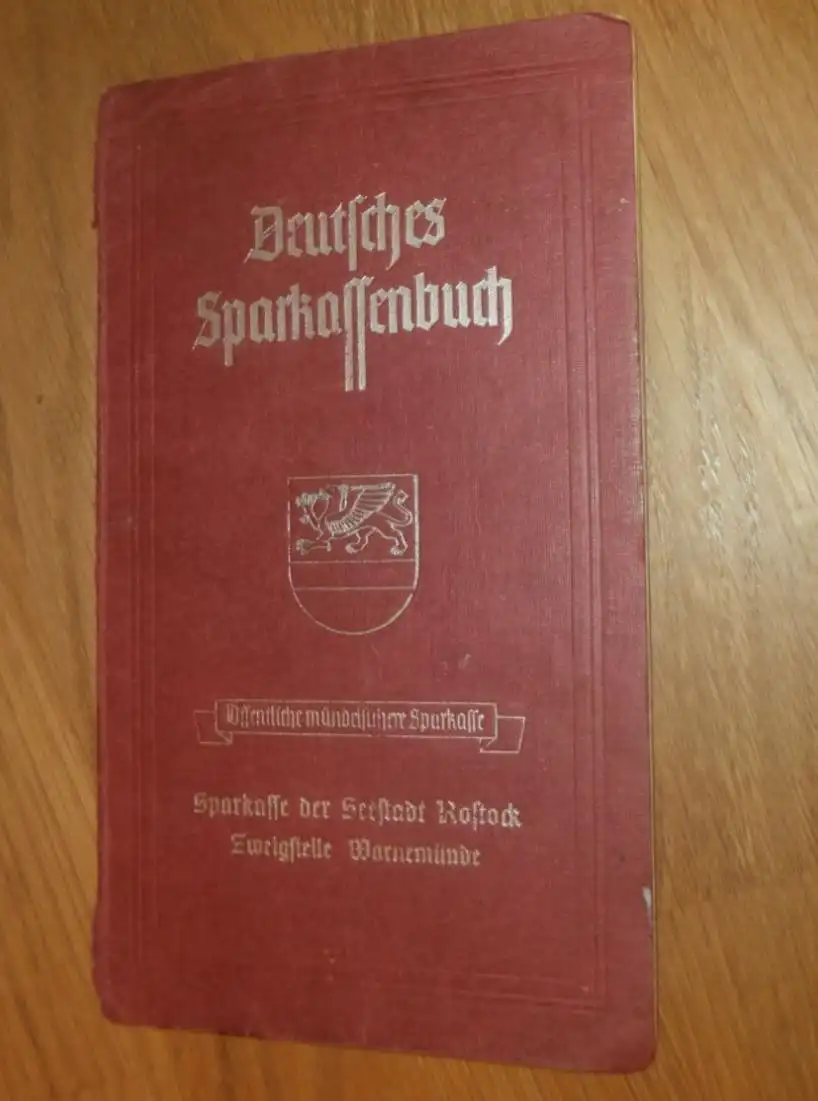 Deutsches
Sparkassenbuch
Öffentliche mündelsichere Sparkasse
Sparkasse der Seestadt Rostock
Zweigstelle Warnemünde